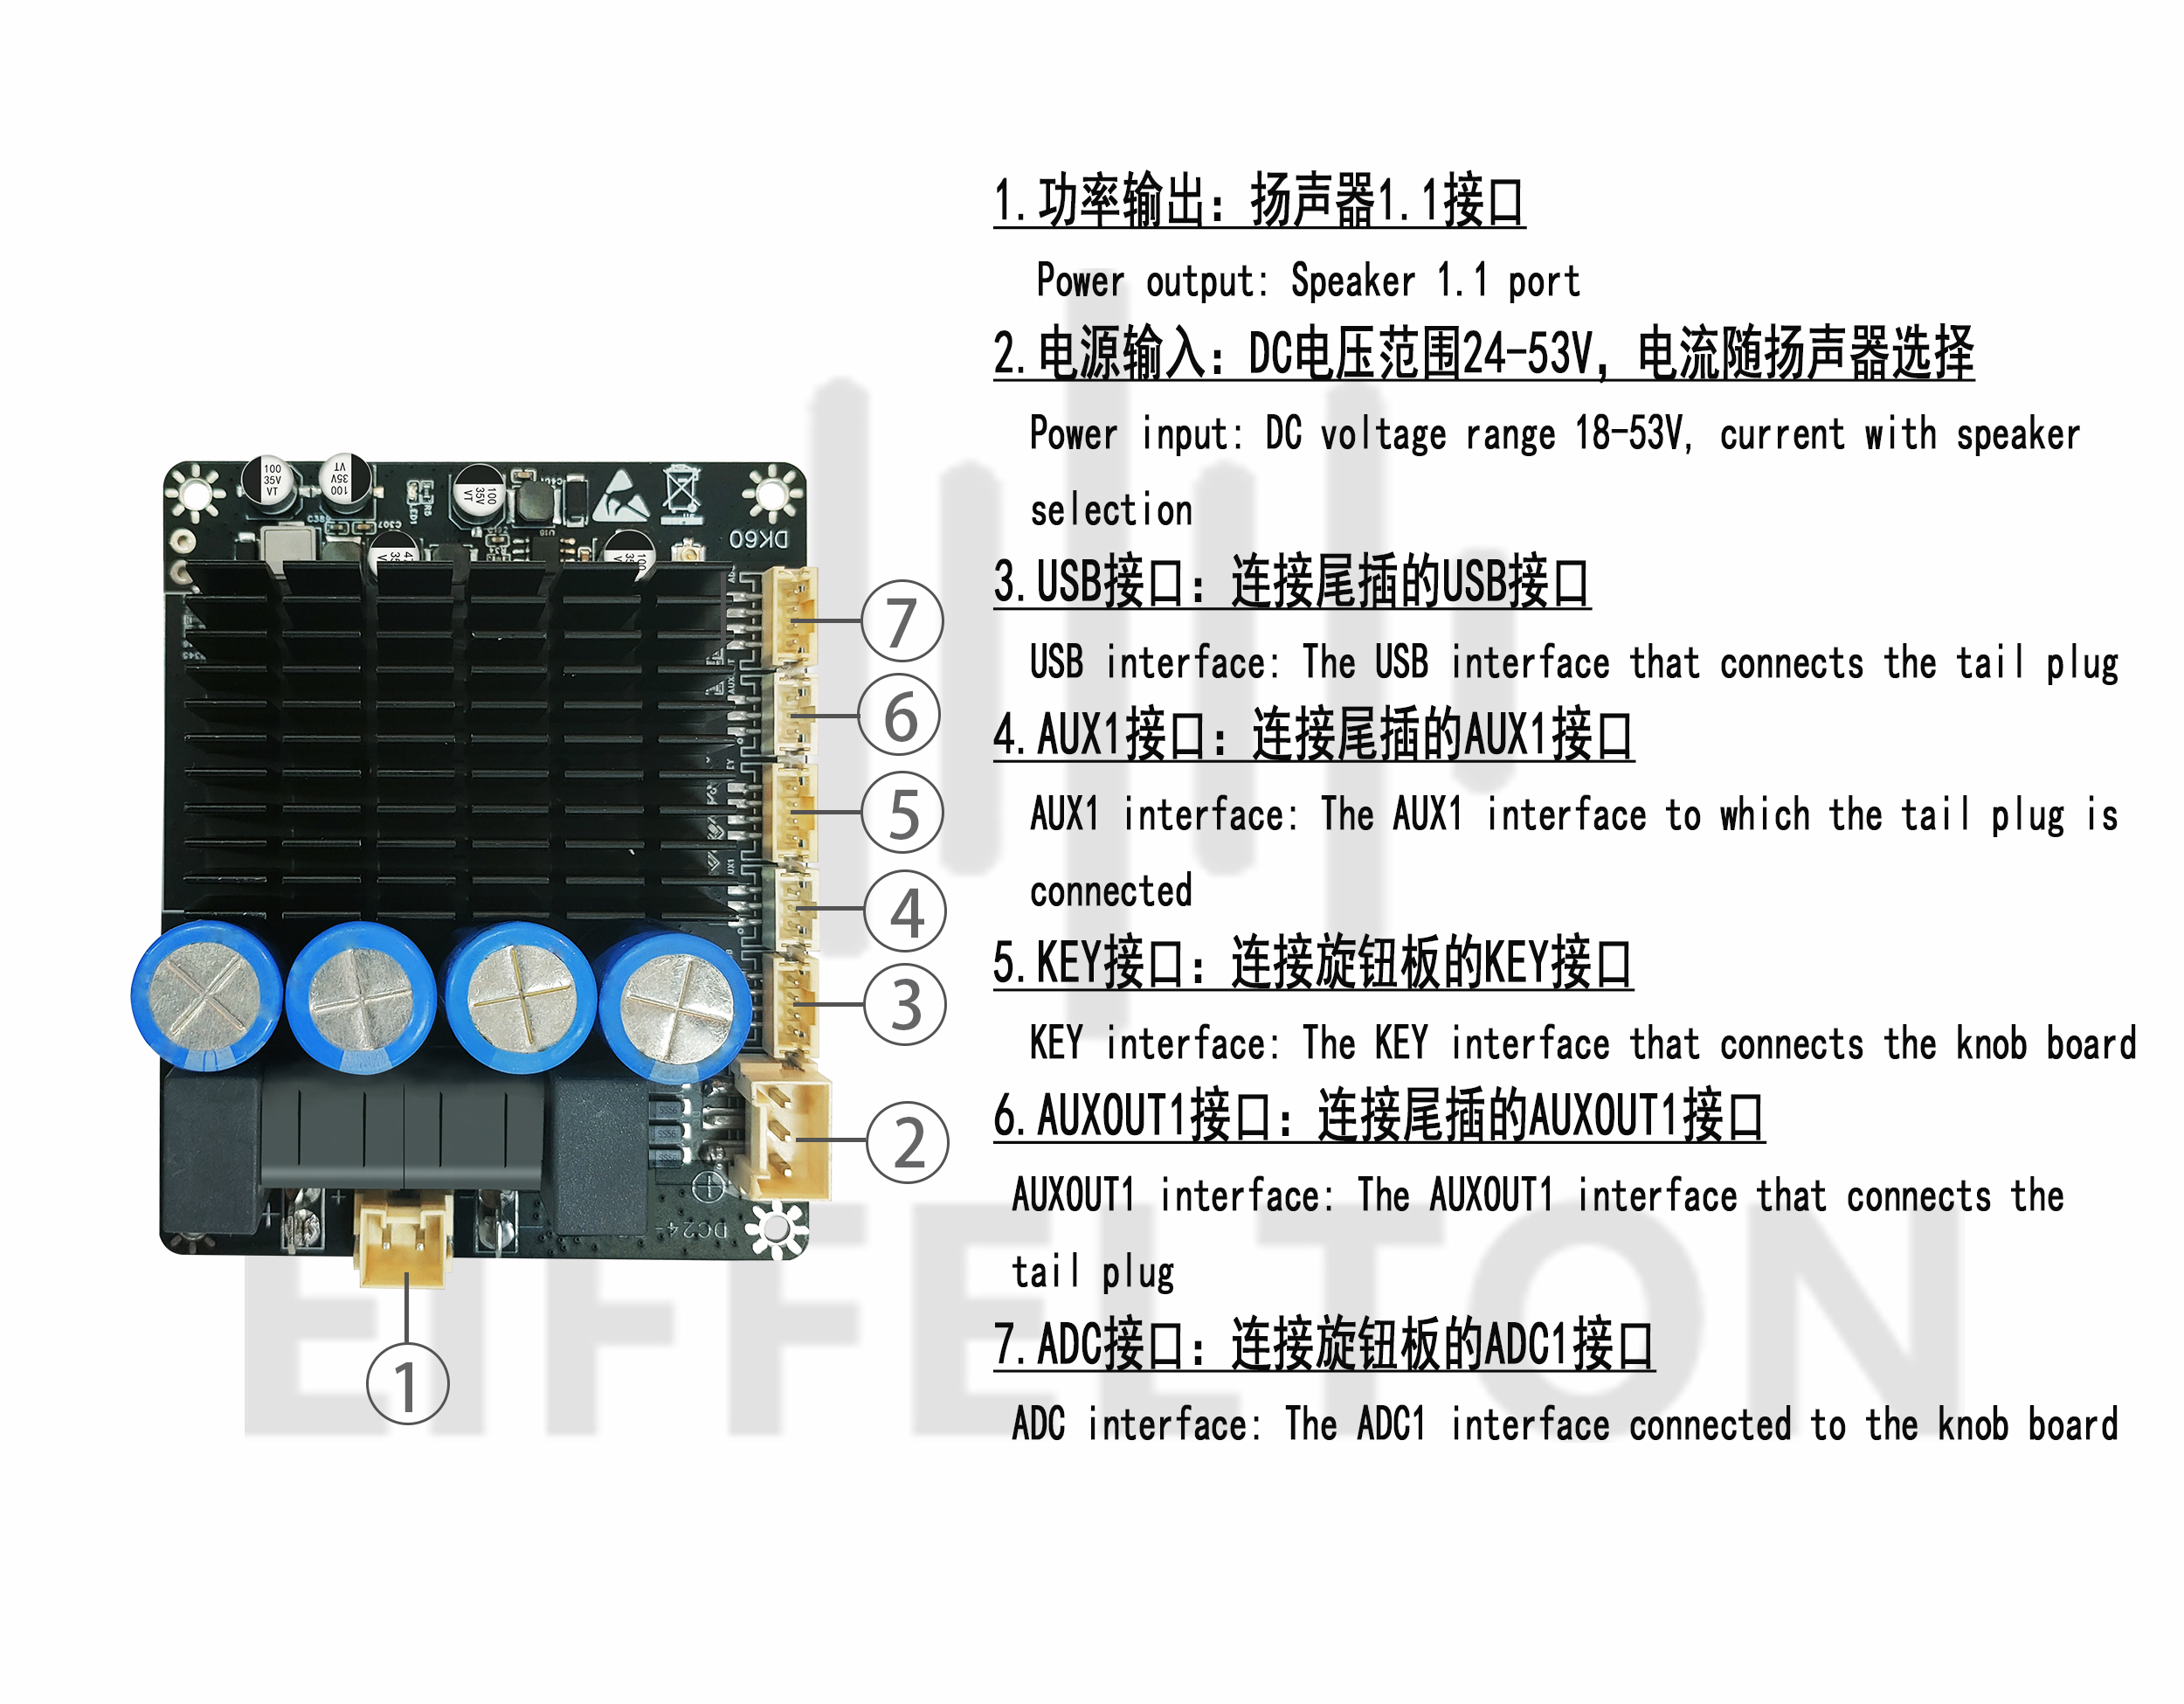 1.功率输出：扬声器1.1接口
Power output: Speaker 1.1 port
2.电源输入：DC电压范围24-53V，电流随扬声器选择
Power input: DC voltage range 18-53V, current with speaker
selection
3.USB接口：连接尾插的USB接口
USB interface: The USB interface that connects the tail plug
4.AUX1接口：连接尾插的AUX1接口
AUX1 interface: The AUX1 interface to which the tail plug is
connected
5.KEY接口：连接旋钮板的KEY接口
KEY interface: The KEY interface that connects the knob board
6.AUXOUT1接口：连接尾插的AUXOUT1接口
AUXOUT1 interface: The AUXOUT1 interface that connects the
tail plug
7.ADC接口：连接旋钮板的ADC1接口
ADC interface: The ADC1 interface connected to the knob board
100
35V
VT
100
35V
VT
100
35V
VT
DK60
7
6
5
4
3
2
1
DC24-
EIFFELTON